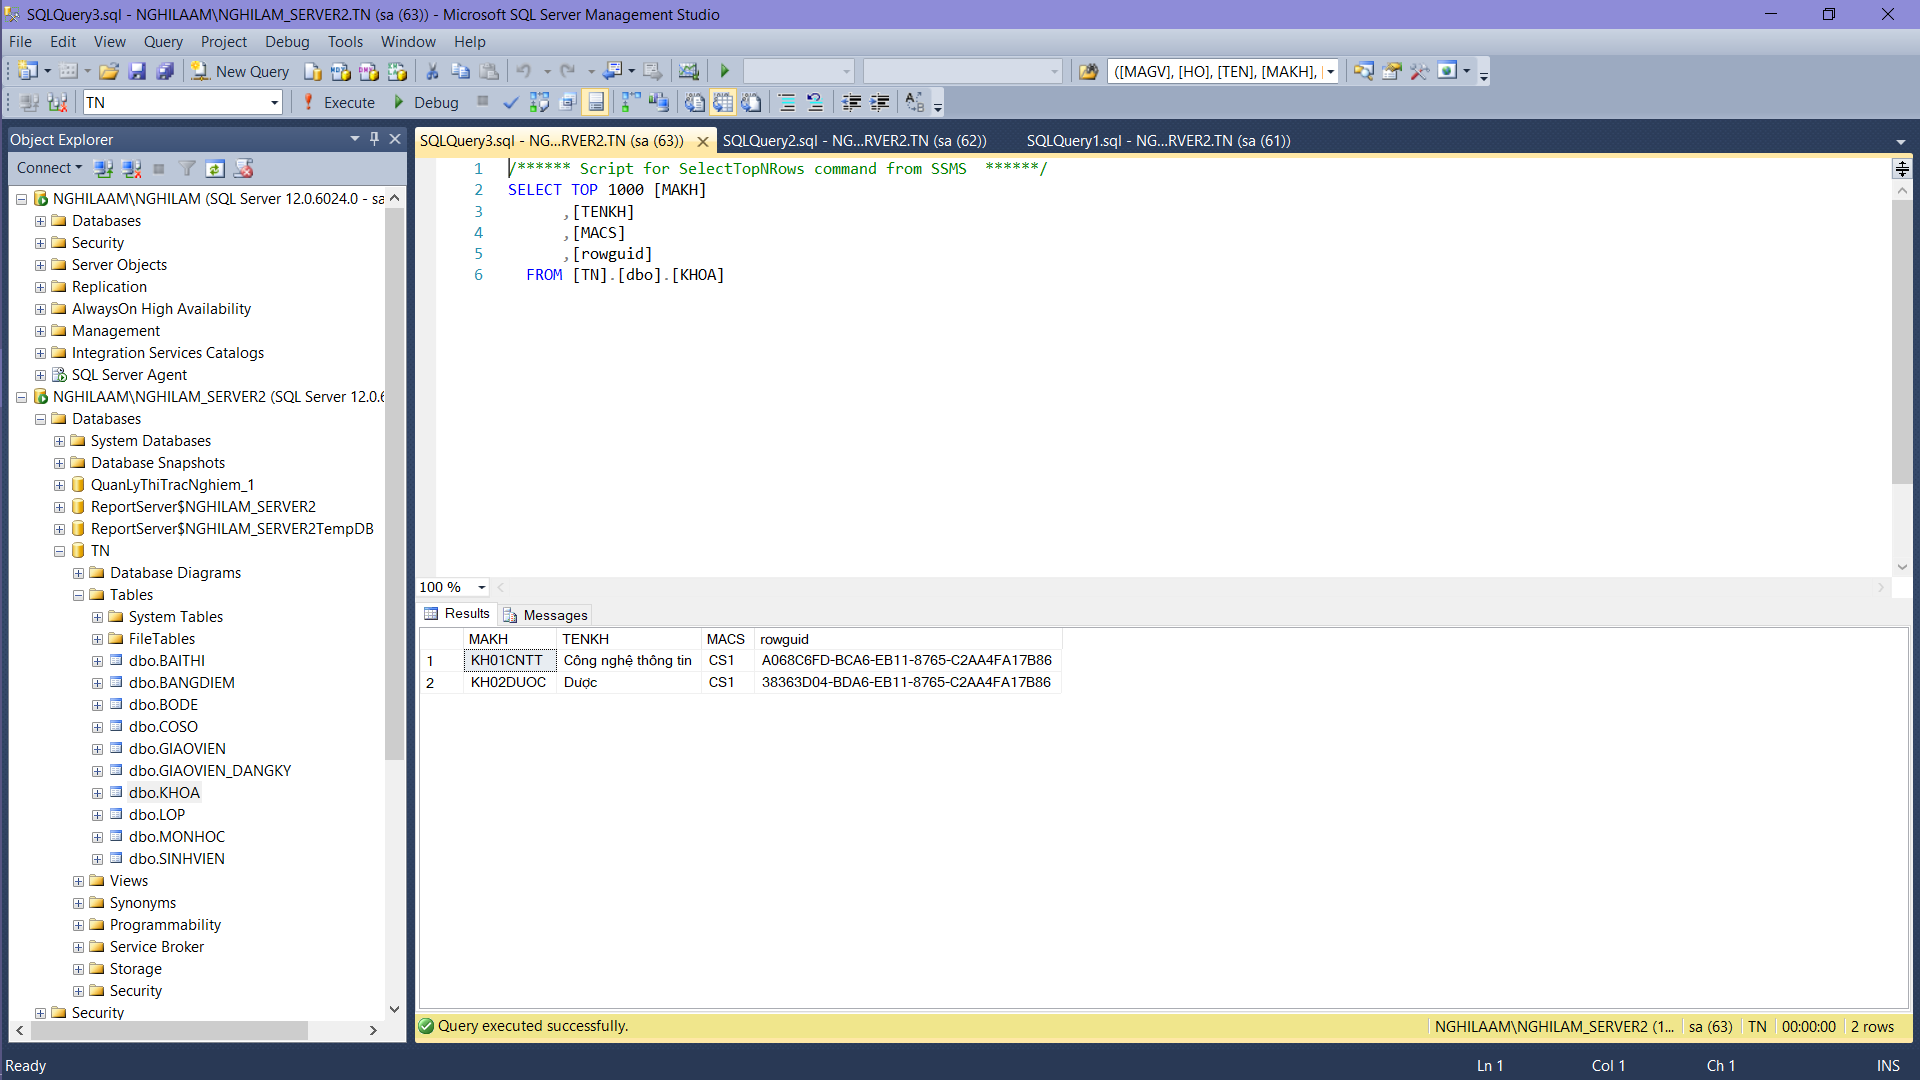 SQLQuery3.sql - NGHILAAM\NGHILAM_SERVER2.TN (sa (63)) - Microsoft SQL Server Management Studio
File Edit View Query Project Debug Tools Window Help
New Query
([MAGV], [HO], [TEN], [MAKH],
TN
Execute
Debug
Object Explorer
Connect
NGHILAAM\NGHILAM (SQL Server 12.0.6024.0 - sa
Databases
Security
Server Objects
Replication
AlwaysOn High Availability
Management
Integration Services Catalogs
SQL Server Agent
NGHILAAM\NGHILAM_SERVER2 (SQL Server 12.0.6
Databases
System Databases
Database Snapshots
QuanLyThiTracNghiem_1
ReportServer$NGHILAM_SERVER2
ReportServer$NGHILAM_SERVER2TempDB
TN
Database Diagrams
Tables
System Tables
FileTables
dbo.BAITHI
dbo.BANGDIEM
dbo.BODE
dbo.COSO
dbo.GIAOVIEN
dbo.GIAOVIEN_DANGKY
dbo.KHOA
dbo.LOP
dbo.MONHOC
dbo.SINHVIEN
Views
Synonyms
Programmability
Service Broker
Storage
Security
Security
SQLQuery3.sql - NG...RVER2.TN (sa (63)) SQLQuery2.sql - NG...RVER2.TN (sa (62)) SQLQuery1.sql - NG...RVER2.TN (sa (61))
1 /****** Script for SelectTopNRows command from SSMS ******/
2 SELECT TOP 1000 [MAKH]
3 ,[TENKH]
4 ,[MACS]
5 ,[rowguid]
6 FROM [TN].[dbo].[KHOA]
100 %
Results Messages
MAKH TENKH MACS rowguid
1 KH01CNTT Công nghệ thông tin CS1 A068C6FD-BCA6-EB11-8765-C2AA4FA17B86
2 KH02DUOC Dược CS1 38363D04-BDA6-EB11-8765-C2AA4FA17B86
Query executed successfully. NGHILAAM\NGHILAM_SERVER2 (1... sa (63) TN 00:00:00 2 rows
Ready Ln 1 Col 1 Ch 1 INS